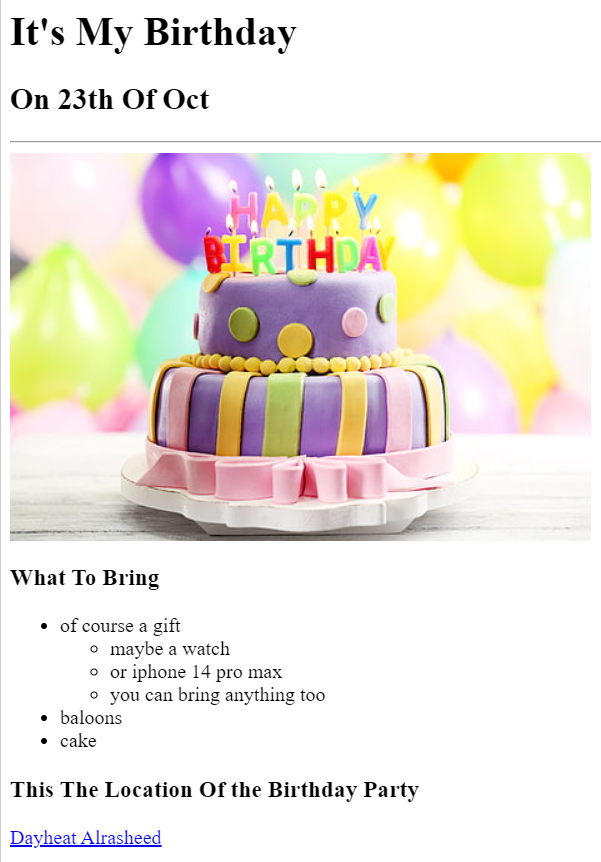 It's My Birthday
On 23th Of Oct
HAPPY
BIRTHDAY
What To Bring
of course a gift
maybe a watch
or iphone 14 pro max
you can bring anything too
baloons
cake
This The Location Of the Birthday Party
Dayheat Alrasheed